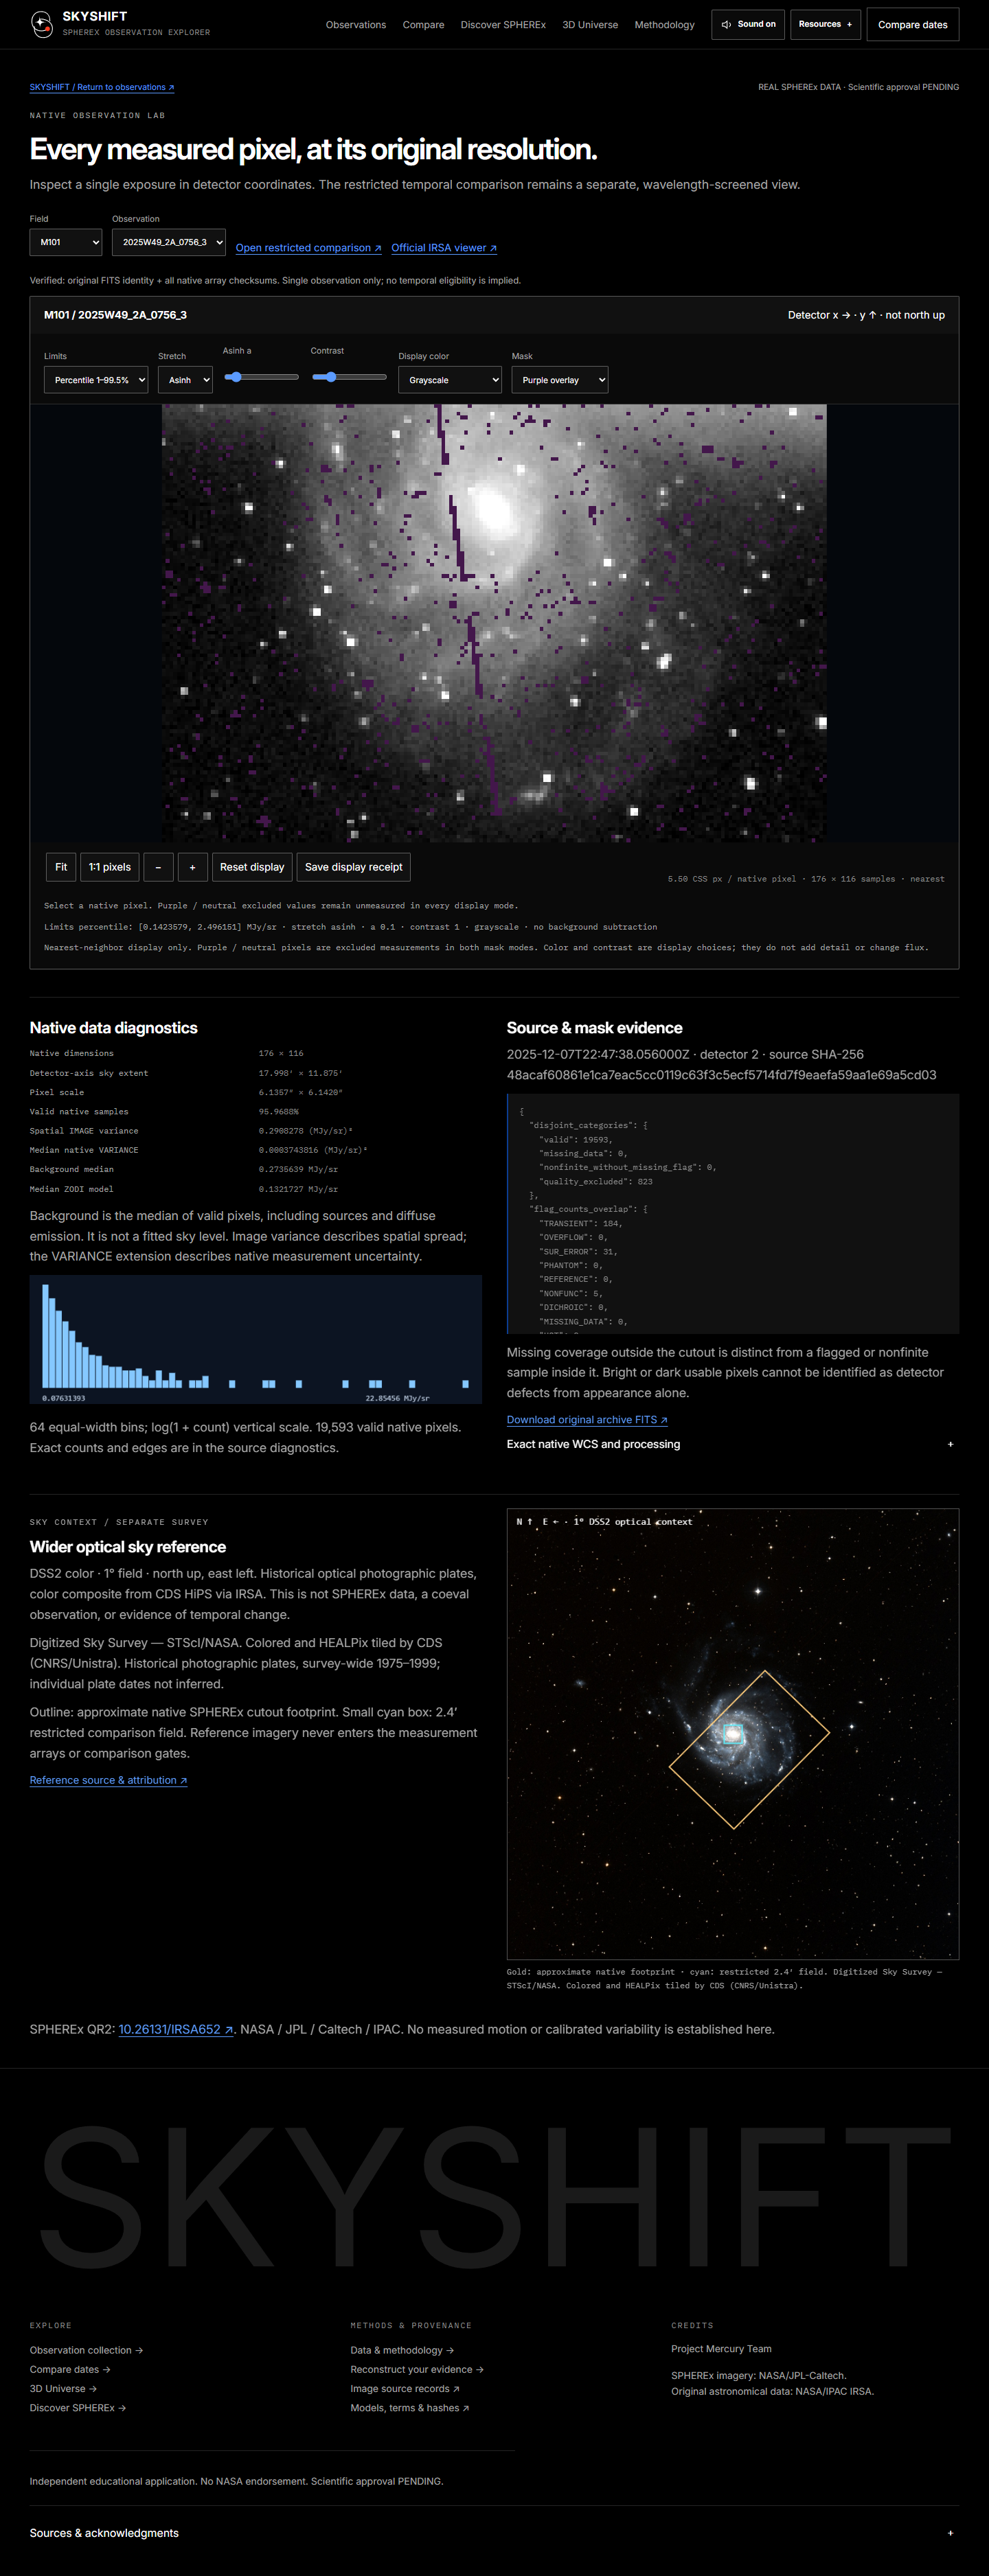 SKYSHIFT
SPHEREX OBSERVATION EXPLORER
Observations
Compare
Discover SPHEREx
3D Universe
Methodology
Sound on
Resources +
Compare dates
SKYSHIFT / Return to observations ↗
REAL SPHEREx DATA · Scientific approval PENDING
NATIVE OBSERVATION LAB
Every measured pixel, at its original resolution.
Inspect a single exposure in detector coordinates. The restricted temporal comparison remains a separate, wavelength-screened view.
Field
Observation
M101
2025W49_2A_0756_3
Open restricted comparison ↗
Official IRSA viewer ↗
Verified: original FITS identity + all native array checksums. Single observation only; no temporal eligibility is implied.
M101 / 2025W49_2A_0756_3
Detector x → · y ↑ · not north up
Limits
Stretch
Asinh a
Contrast
Display color
Mask
Percentile 1–99.5%
Asinh
Grayscale
Purple overlay
Fit
1:1 pixels
−
+
Reset display
Save display receipt
5.50 CSS px / native pixel · 176 × 116 samples · nearest
Select a native pixel. Purple / neutral excluded values remain unmeasured in every display mode.
Limits percentile: [0.1423579, 2.496151] MJy/sr · stretch asinh · a 0.1 · contrast 1 · grayscale · no background subtraction
Nearest-neighbor display only. Purple / neutral pixels are excluded measurements in both mask modes. Color and contrast are display choices; they do not add detail or change flux.
Native data diagnostics
Native dimensions 176 × 116
Detector-axis sky extent 17.998′ × 11.875′
Pixel scale 6.1357″ × 6.1420″
Valid native samples 95.9688%
Spatial IMAGE variance 0.2908278 (MJy/sr)²
Median native VARIANCE 0.0003743816 (MJy/sr)²
Background median 0.2735639 MJy/sr
Median ZODI model 0.1321727 MJy/sr
Background is the median of valid pixels, including sources and diffuse
emission. It is not a fitted sky level. Image variance describes spatial spread;
the VARIANCE extension describes native measurement uncertainty.
0.07631393
22.85456 MJy/sr
64 equal-width bins; log(1 + count) vertical scale. 19,593 valid native pixels.
Exact counts and edges are in the source diagnostics.
Source & mask evidence
2025-12-07T22:47:38.056000Z · detector 2 · source SHA-256
48acaf60861e1ca7eac5cc0119c63f3c5ecf5714fd7f9eaefa59aa1e69a5cd03
{
"disjoint_categories": {
"valid": 19593,
"missing_data": 0,
"nonfinite_without_missing_flag": 0,
"quality_excluded": 823
},
"flag_counts_overlap": {
"TRANSIENT": 184,
"OVERFLOW": 0,
"SUR_ERROR": 31,
"PHANTOM": 0,
"REFERENCE": 0,
"NONFUNC": 5,
"DICHROIC": 0,
"MISSING_DATA": 0,
Missing coverage outside the cutout is distinct from a flagged or nonfinite
sample inside it. Bright or dark usable pixels cannot be identified as detector
defects from appearance alone.
Download original archive FITS ↗
Exact native WCS and processing +
SKY CONTEXT / SEPARATE SURVEY
Wider optical sky reference
DSS2 color · 1° field · north up, east left. Historical optical photographic plates,
color composite from CDS HiPS via IRSA. This is not SPHEREx data, a coeval
observation, or evidence of temporal change.
Digitized Sky Survey — STScI/NASA. Colored and HEALPix tiled by CDS
(CNRS/Unistra). Historical photographic plates, survey-wide 1975–1999;
individual plate dates not inferred.
Outline: approximate native SPHEREx cutout footprint. Small cyan box: 2.4′
restricted comparison field. Reference imagery never enters the measurement
arrays or comparison gates.
Reference source & attribution ↗
N ↑ E ← · 1° DSS2 optical context
Gold: approximate native footprint · cyan: restricted 2.4′ field. Digitized Sky Survey —
STScI/NASA. Colored and HEALPix tiled by CDS (CNRS/Unistra).
SPHEREx QR2: 10.26131/IRSA652 ↗. NASA / JPL / Caltech / IPAC. No measured motion or calibrated variability is established here.
SKYSHIFT
EXPLORE
Observation collection →
Compare dates →
3D Universe →
Discover SPHEREx →
METHODS & PROVENANCE
Data & methodology →
Reconstruct your evidence →
Image source records ↗
Models, terms & hashes ↗
CREDITS
Project Mercury Team
SPHEREx imagery: NASA/JPL-Caltech.
Original astronomical data: NASA/IPAC IRSA.
Independent educational application. No NASA endorsement. Scientific approval PENDING.
Sources & acknowledgments +